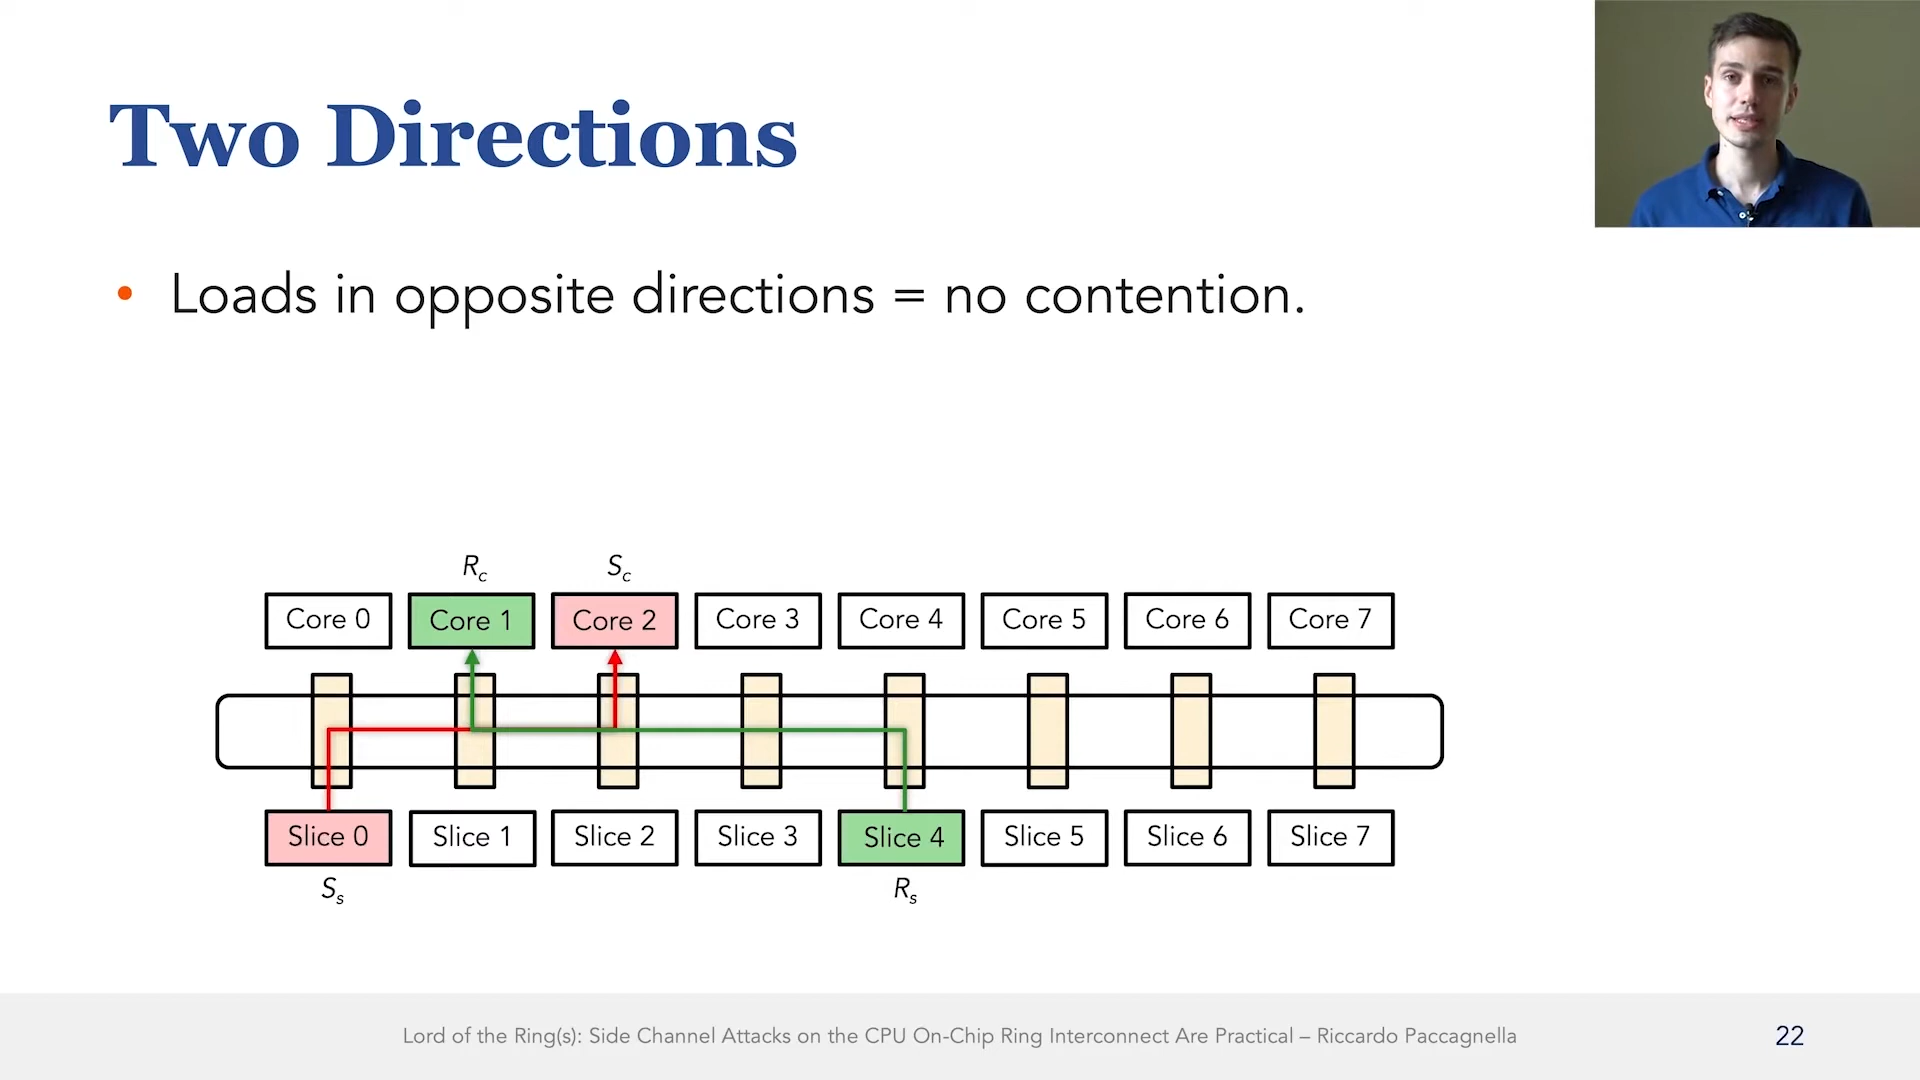 Two Directions
• Loads in opposite directions = no contention.
Rc Sc
Core 0 Core 1 Core 2 Core 3 Core 4 Core 5 Core 6 Core 7
Slice 0 Slice 1 Slice 2 Slice 3 Slice 4 Slice 5 Slice 6 Slice 7
Ss Rs
Lord of the Ring(s): Side Channel Attacks on the CPU On-Chip Ring Interconnect Are Practical – Riccardo Paccagnella 22